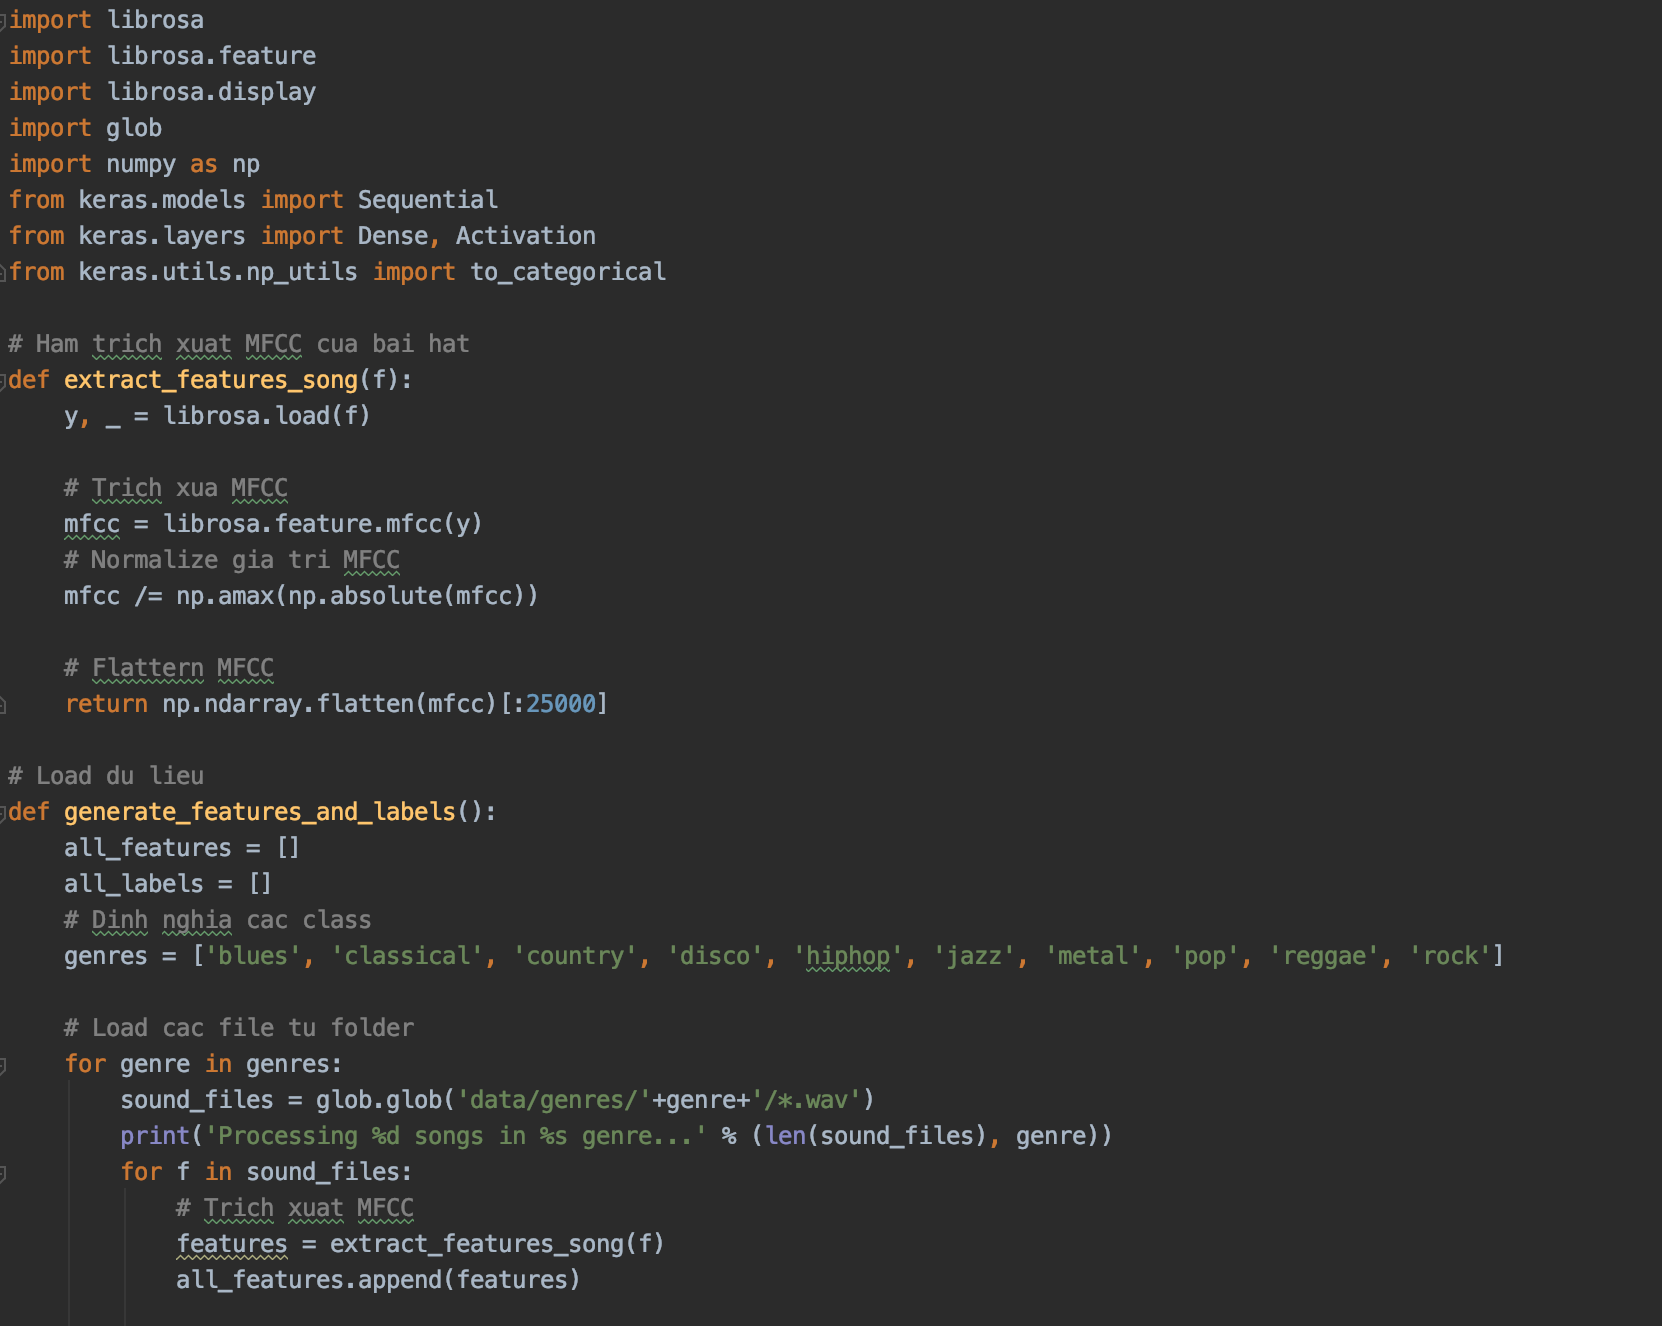 import librosa
import librosa.feature
import librosa.display
import glob
import numpy as np
from keras.models import Sequential
from keras.layers import Dense, Activation
from keras.utils.np_utils import to_categorical

# Ham trich xuat MFCC cua bai hat
def extract_features_song(f):
    y, _ = librosa.load(f)

    # Trich xua MFCC
    mfcc = librosa.feature.mfcc(y)
    # Normalize gia tri MFCC
    mfcc /= np.amax(np.absolute(mfcc))

    # Flattern MFCC
    return np.ndarray.flatten(mfcc)[:25000]

# Load du lieu
def generate_features_and_labels():
    all_features = []
    all_labels = []
    # Dinh nghia cac class
    genres = ['blues', 'classical', 'country', 'disco', 'hiphop', 'jazz', 'metal', 'pop', 'reggae', 'rock']

    # Load cac file tu folder
    for genre in genres:
        sound_files = glob.glob('data/genres/'+genre+'/*.wav')
        print('Processing %d songs in %s genre...' % (len(sound_files), genre))
        for f in sound_files:
            # Trich xuat MFCC
            features = extract_features_song(f)
            all_features.append(features)